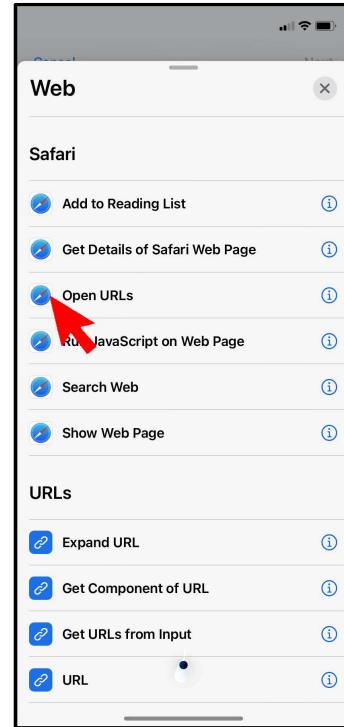 Web
Safari
Add to Reading List
Get Details of Safari Web Page
Open URLs
Run JavaScript on Web Page
Search Web
Show Web Page
URLs
Expand URL
Get Component of URL
Get URLs from Input
URL